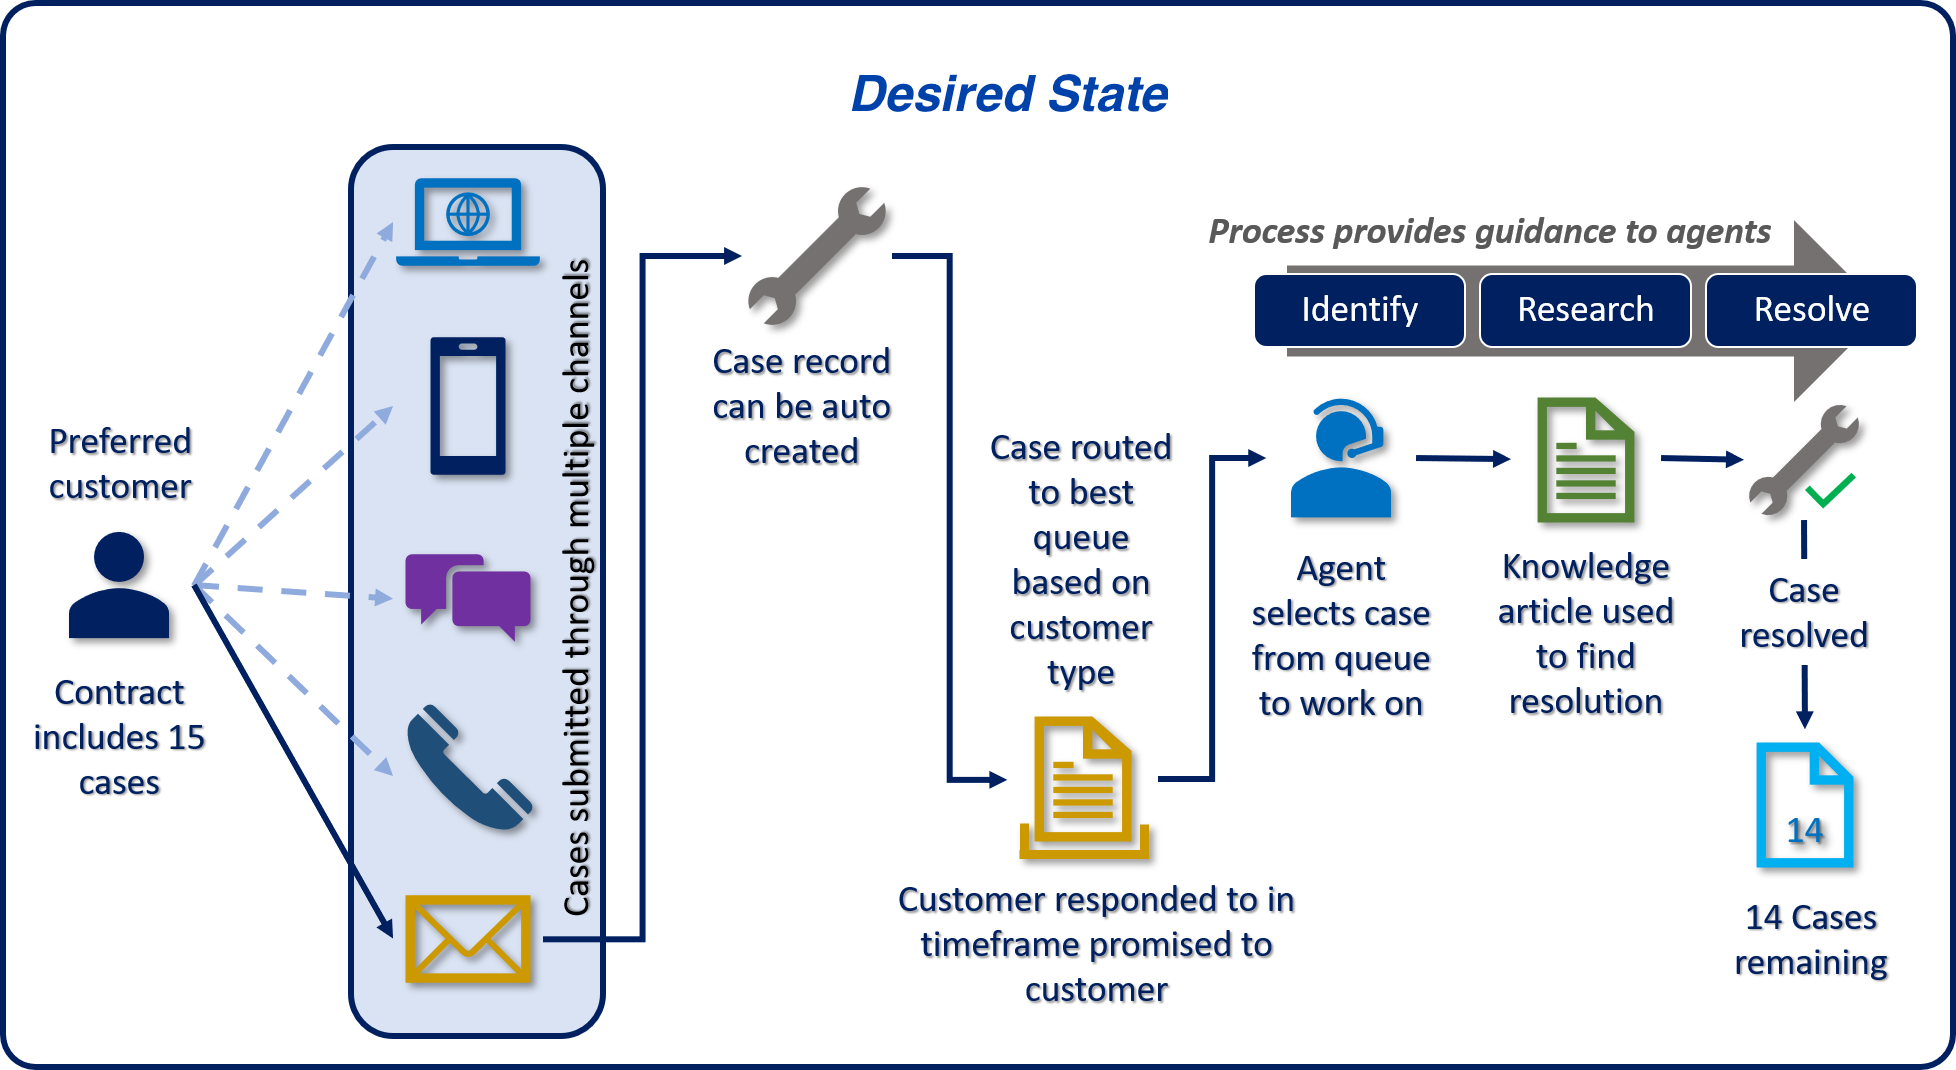 Desired State
Preferred
customer
Contract
includes 15
cases
Cases submitted through multiple channels
Case record
can be auto
created
Case routed
to best
queue
based on
customer
type
Customer responded to in
timeframe promised to
customer
Process provides guidance to agents
Identify
Research
Resolve
Agent
selects case
from queue
to work on
Knowledge
article used
to find
resolution
Case
resolved
14
14 Cases
remaining